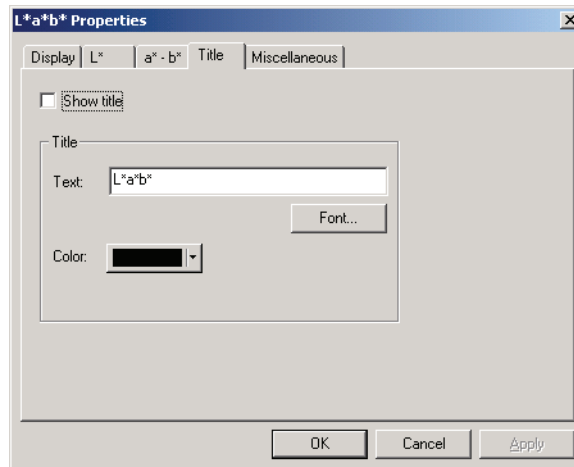 L*a*b* Properties
Display L* a* - b* Title Miscellaneous
Show title
Title
Text: L*a*b*
Font...
Color:
OK Cancel Apply